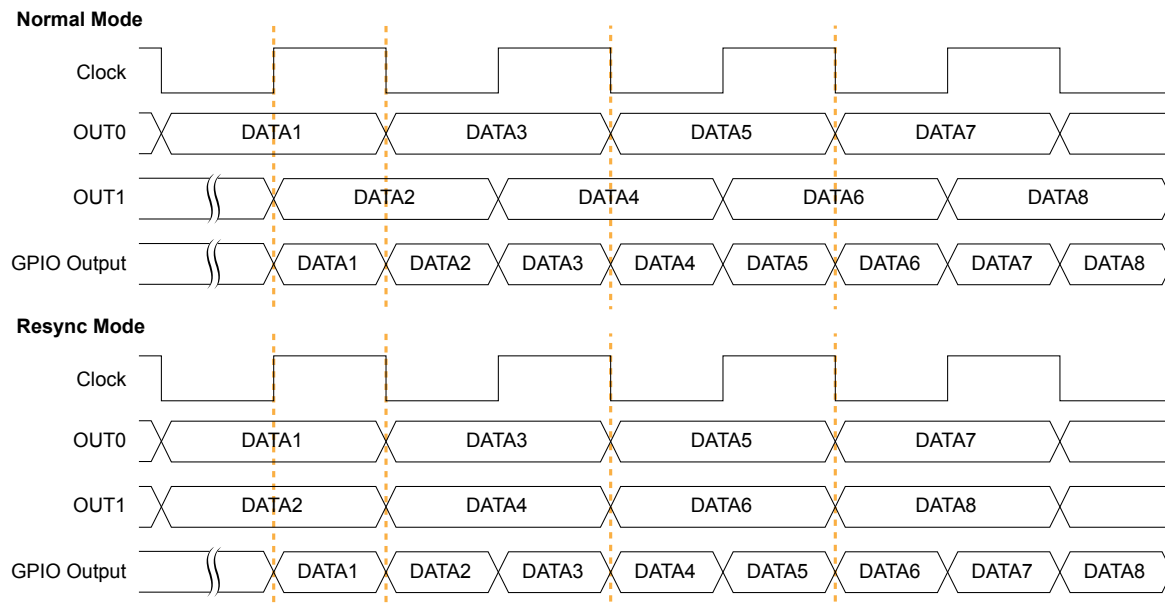 Normal Mode
Clock
OUT0 DATA1 DATA3 DATA5 DATA7
OUT1 DATA2 DATA4 DATA6 DATA8
GPIO Output DATA1 DATA2 DATA3 DATA4 DATA5 DATA6 DATA7 DATA8
Resync Mode
Clock
OUT0 DATA1 DATA3 DATA5 DATA7
OUT1 DATA2 DATA4 DATA6 DATA8
GPIO Output DATA1 DATA2 DATA3 DATA4 DATA5 DATA6 DATA7 DATA8